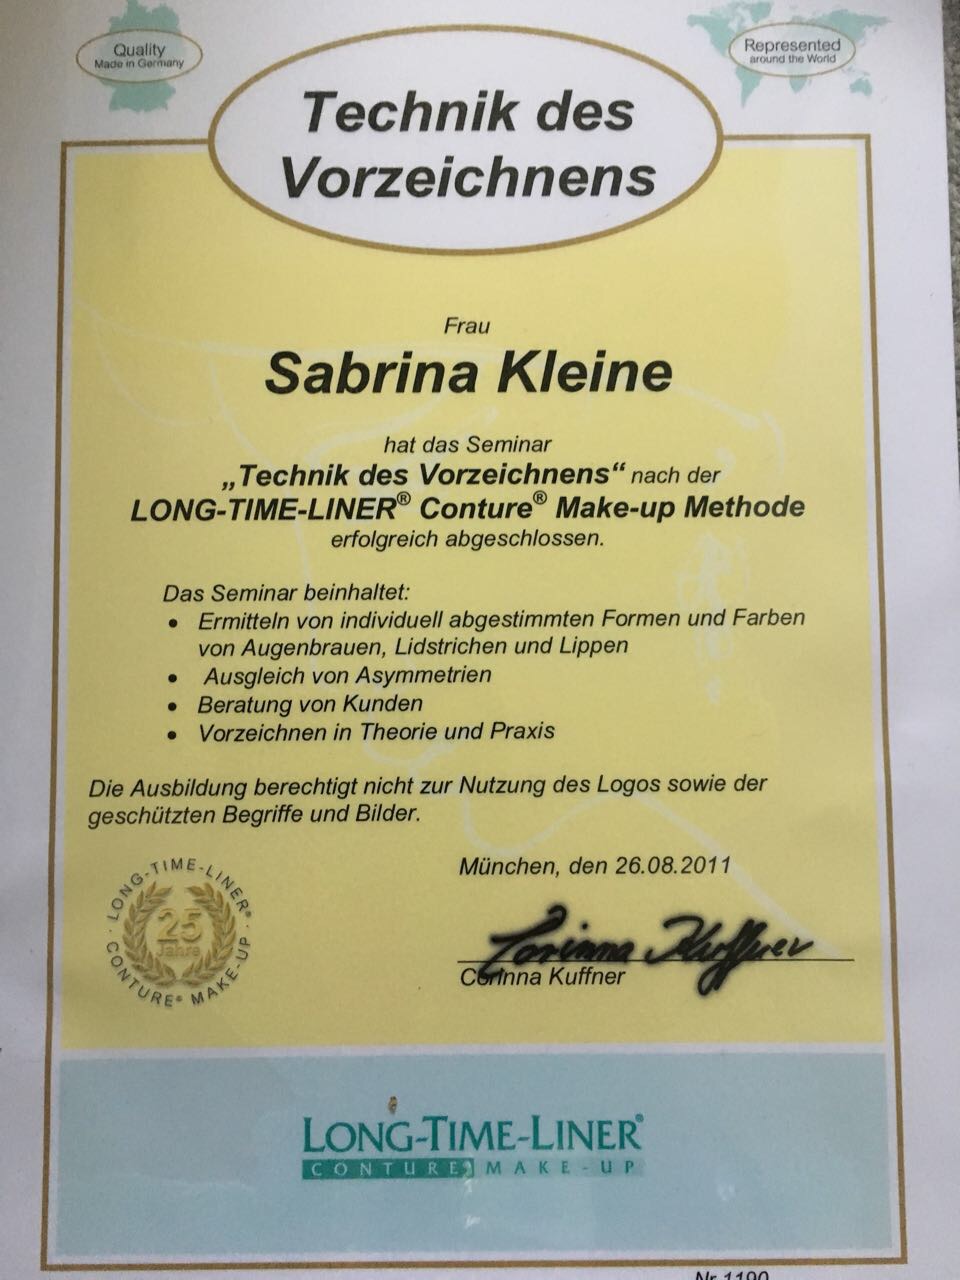 Quality
Made in Germany
Represented
around the World
Technik des
Vorzeichnens
Frau
Sabrina Kleine
hat das Seminar
„Technik des Vorzeichnens“ nach der
LONG-TIME-LINER® Conture® Make-up Methode
erfolgreich abgeschlossen.
Das Seminar beinhaltet:
• Ermitteln von individuell abgestimmten Formen und Farben
von Augenbrauen, Lidstrichen und Lippen
• Ausgleich von Asymmetrien
• Beratung von Kunden
• Vorzeichnen in Theorie und Praxis
Die Ausbildung berechtigt nicht zur Nutzung des Logos sowie der
geschützten Begriffe und Bilder.
München, den 26.08.2011
LONG-TIME-LINER®
25
Jahre
CONTURE® MAKE-UP
Corinna Kuffner
Corinna Kuffner
LONG-TIME-LINER®
CONTURE MAKE-UP
Nr 1190